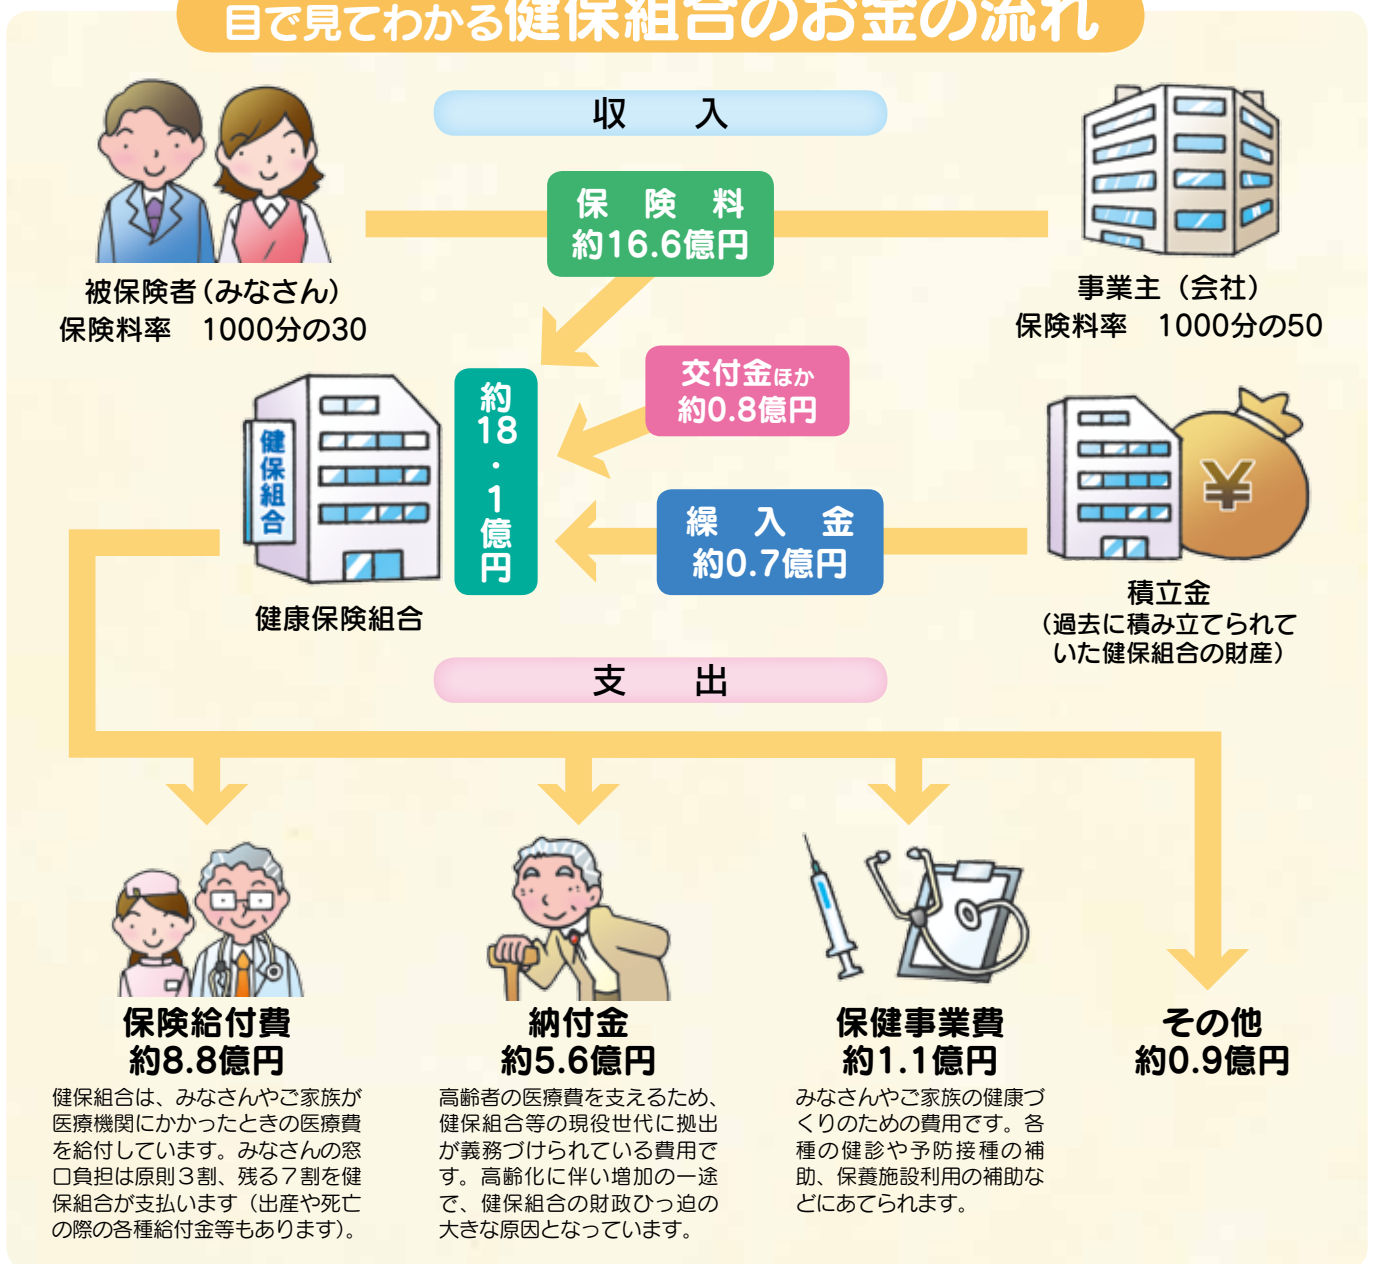 目で見てわかる健保組合のお金の流れ
収　入
保　険　料
約16.6億円
被保険者（みなさん）
保険料率　1000分の30
事業主（会社）
保険料率　1000分の50
交付金ほか
約0.8億円
約18・1億円
健保組合
繰　入　金
約0.7億円
¥
健康保険組合
積立金
（過去に積み立てられて
いた健保組合の財産）
支　出
保険給付費
約8.8億円
健保組合は、みなさんやご家族が
医療機関にかかったときの医療費
を給付しています。みなさんの窓
口負担は原則３割、残る７割を健
保組合が支払います（出産や死亡
の際の各種給付金等もあります）。
納付金
約5.6億円
高齢者の医療費を支えるため、
健保組合等の現役世代に拠出
が義務づけられている費用で
す。高齢化に伴い増加の一途
で、健保組合の財政ひっ迫の
大きな原因となっています。
保健事業費
約1.1億円
みなさんやご家族の健康づ
くりのための費用です。各
種の健診や予防接種の補
助、保養施設利用の補助な
どにあてられます。
その他
約0.9億円